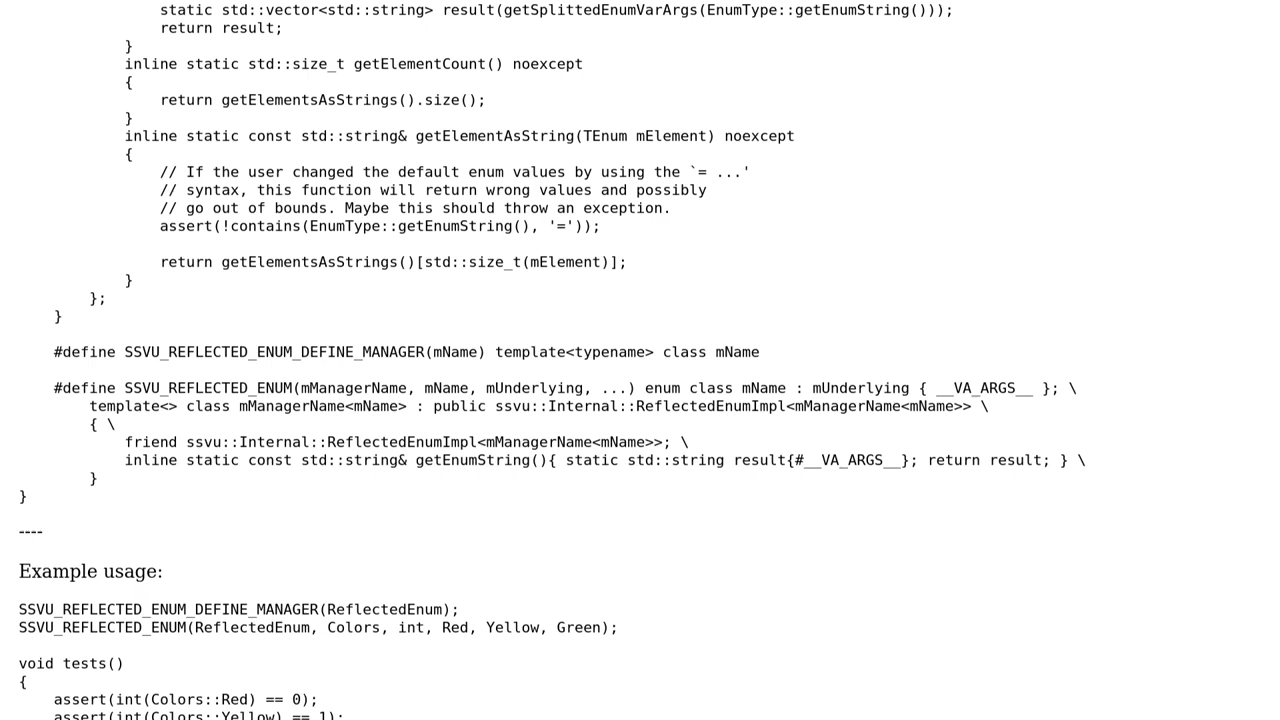 static std::vector<std::string> result(getSplittedEnumVarArgs(EnumType::getEnumString()));
return result;
}
inline static std::size_t getElementCount() noexcept
{
return getElementsAsStrings().size();
}
inline static const std::string& getElementAsString(TEnum mElement) noexcept
{
// If the user changed the default enum values by using the `= ...'
// syntax, this function will return wrong values and possibly
// go out of bounds. Maybe this should throw an exception.
assert(!contains(EnumType::getEnumString(), '='));
return getElementsAsStrings()[std::size_t(mElement)];
}
};
}
#define SSVU_REFLECTED_ENUM_DEFINE_MANAGER(mName) template<typename> class mName
#define SSVU_REFLECTED_ENUM(mManagerName, mName, mUnderlying, ...) enum class mName : mUnderlying { __VA_ARGS__ }; \
template<> class mManagerName<mName> : public ssvu::Internal::ReflectedEnumImpl<mManagerName<mName>> \
{ \
friend ssvu::Internal::ReflectedEnumImpl<mManagerName<mName>>; \
inline static const std::string& getEnumString(){ static std::string result{#__VA_ARGS__}; return result; } \
}
}
----
Example usage:
SSVU_REFLECTED_ENUM_DEFINE_MANAGER(ReflectedEnum);
SSVU_REFLECTED_ENUM(ReflectedEnum, Colors, int, Red, Yellow, Green);
void tests()
{
assert(int(Colors::Red) == 0);
assert(int(Colors::Yellow) == 1);